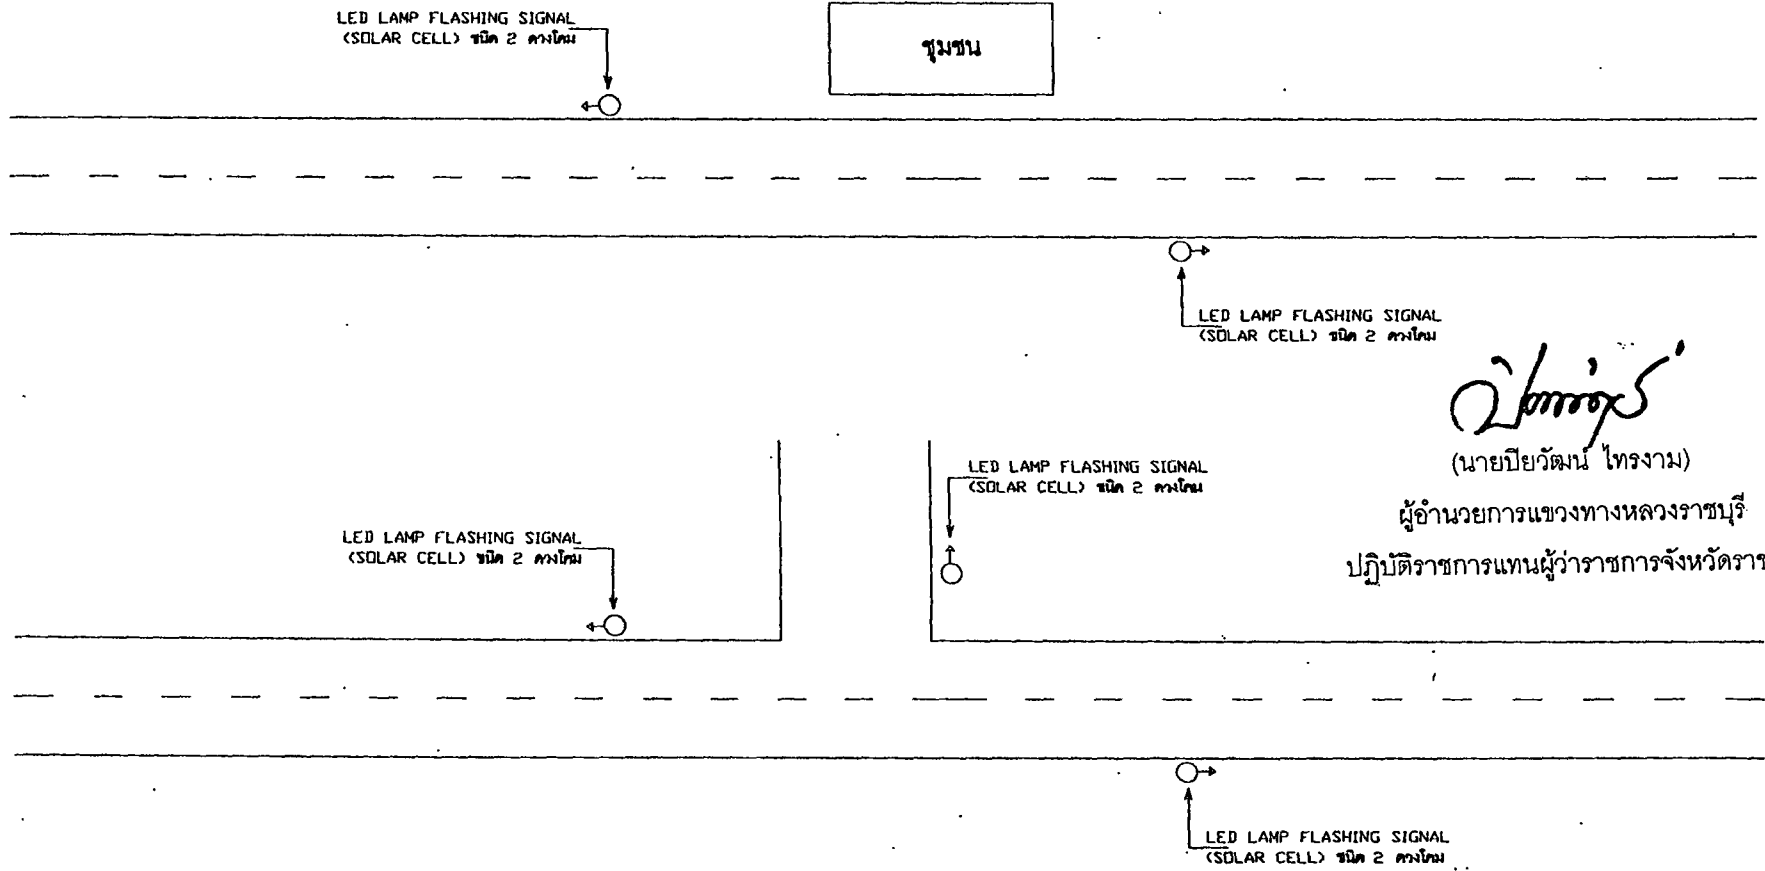 LED LAMP FLASHING SIGNAL
(SOLAR CELL) ชนิด 2 ดวงโคม
ชุมชน
LED LAMP FLASHING SIGNAL
(SOLAR CELL) ชนิด 2 ดวงโคม
(นายปิยวัฒน์ ไทรงาม)
ผู้อำนวยการแขวงทางหลวงราชบุรี
ปฏิบัติราชการแทนผู้ว่าราชการจังหวัดราช
LED LAMP FLASHING SIGNAL
(SOLAR CELL) ชนิด 2 ดวงโคม
LED LAMP FLASHING SIGNAL
(SOLAR CELL) ชนิด 2 ดวงโคม
LED LAMP FLASHING SIGNAL
(SOLAR CELL) ชนิด 2 ดวงโคม